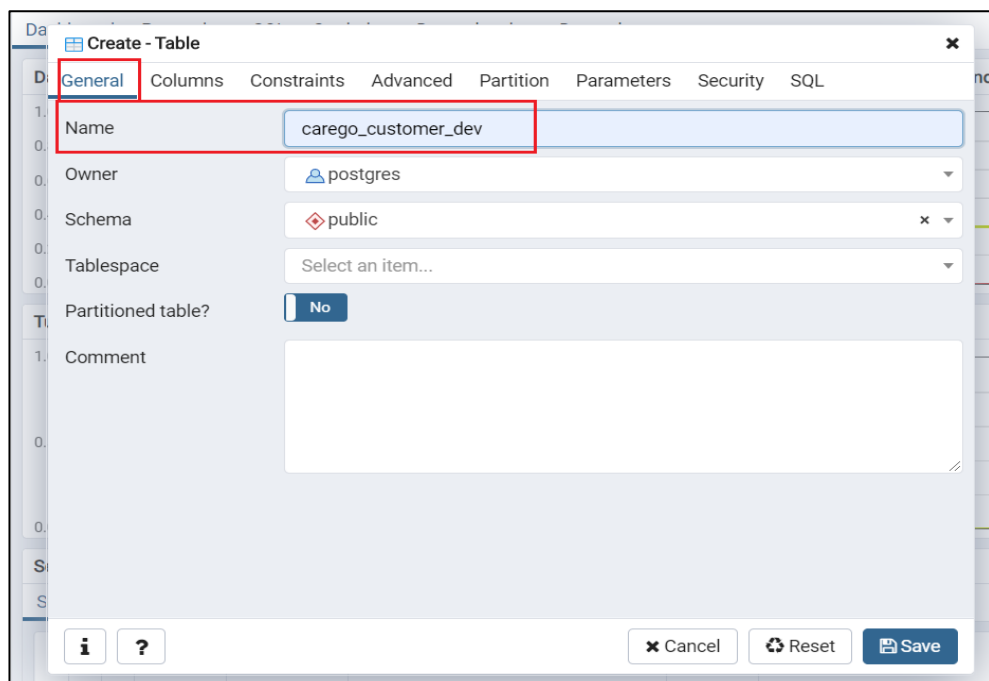 Da
Create - Table
General Columns Constraints Advanced Partition Parameters Security SQL
Name carego_customer_dev
Owner postgres
Schema public
Tablespace Select an item...
Partitioned table? No
Comment
i ? Cancel Reset Save